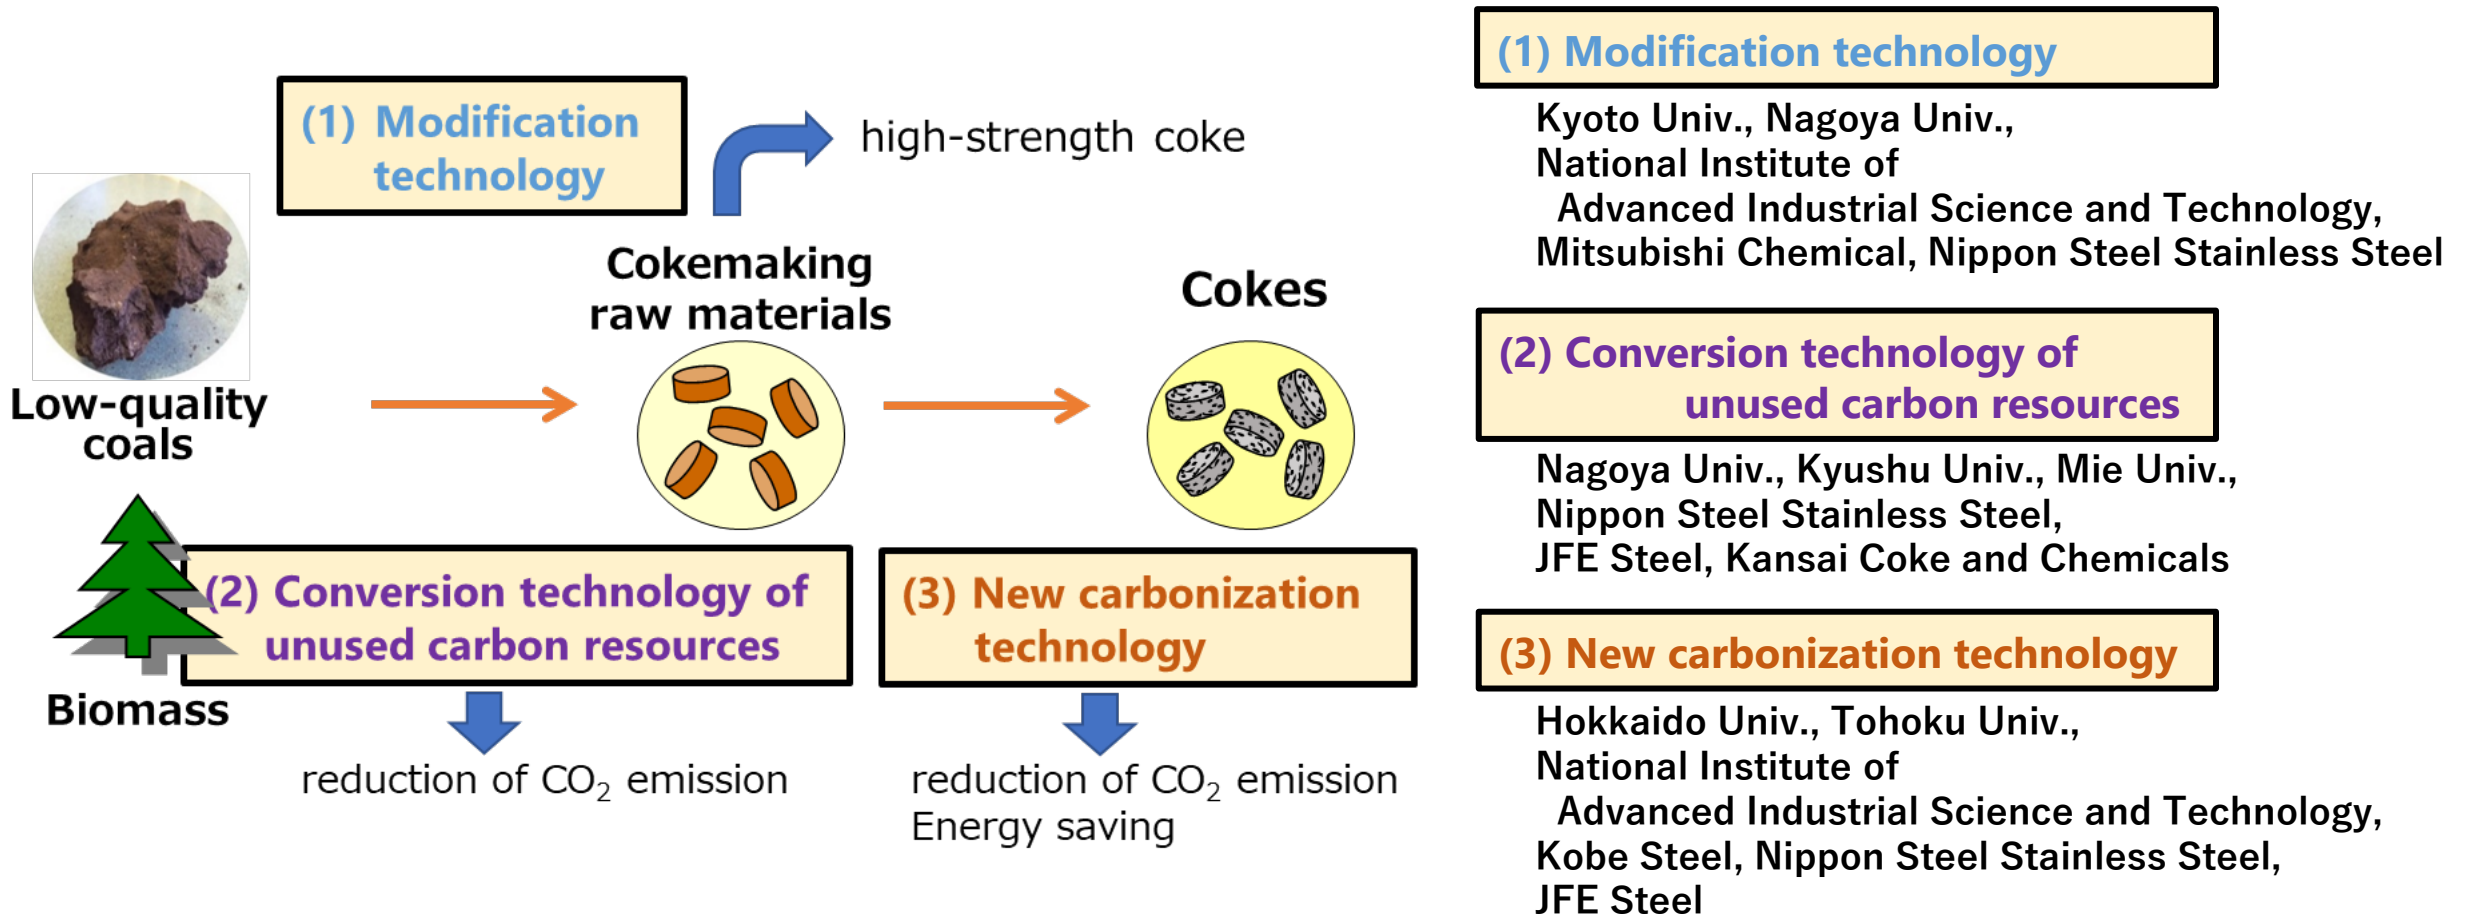 (1) Modification
technology
high-strength coke
Low-quality
coals
Cokemaking
raw materials
Cokes
Biomass
(2) Conversion technology of
unused carbon resources
reduction of CO₂ emission
(3) New carbonization
technology
reduction of CO₂ emission
Energy saving
(1) Modification technology
Kyoto Univ., Nagoya Univ.,
National Institute of
Advanced Industrial Science and Technology,
Mitsubishi Chemical, Nippon Steel Stainless Steel
(2) Conversion technology of
unused carbon resources
Nagoya Univ., Kyushu Univ., Mie Univ.,
Nippon Steel Stainless Steel,
JFE Steel, Kansai Coke and Chemicals
(3) New carbonization technology
Hokkaido Univ., Tohoku Univ.,
National Institute of
Advanced Industrial Science and Technology,
Kobe Steel, Nippon Steel Stainless Steel,
JFE Steel